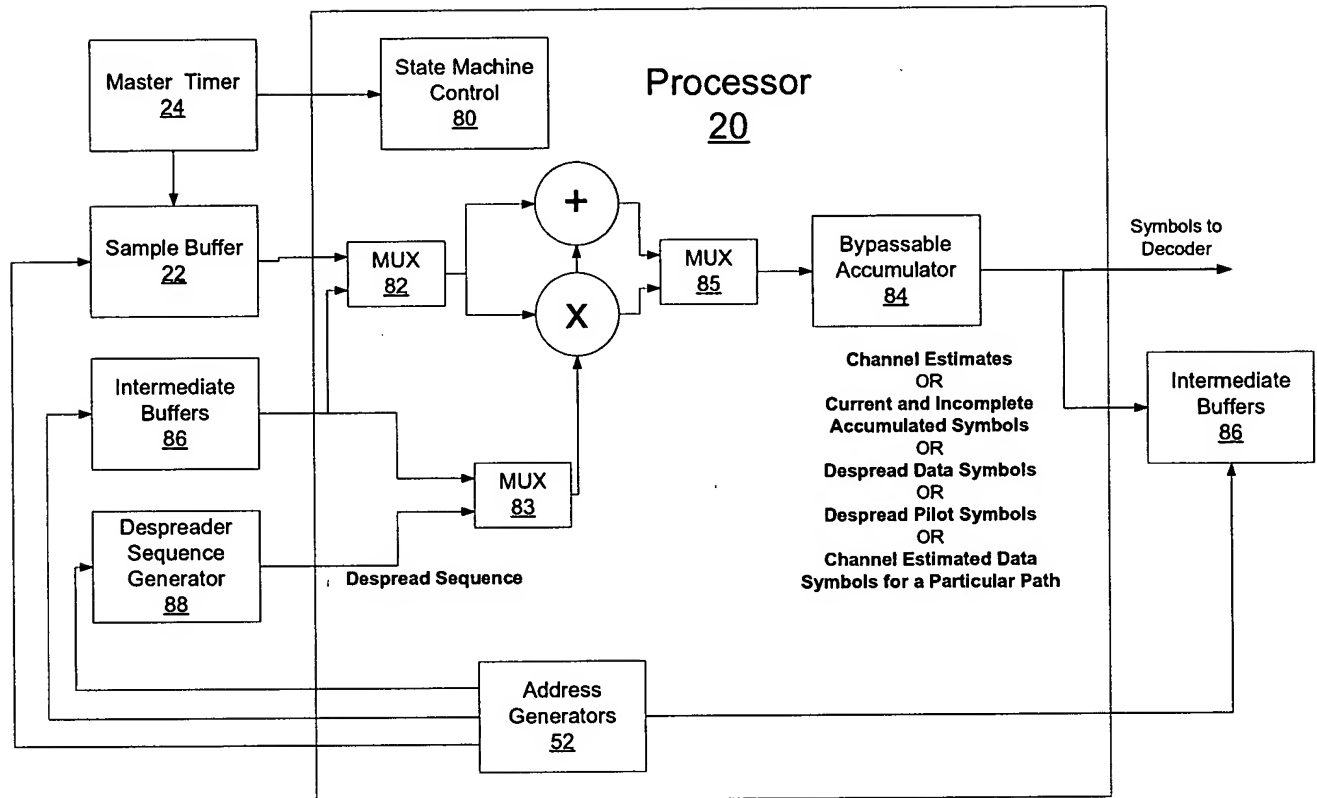 Master Timer
24
State Machine
Control
80
Processor
20
Sample Buffer
22
MUX
82
+
X
MUX
85
Bypassable
Accumulator
84
Symbols to
Decoder
Intermediate
Buffers
86
MUX
83
Despreader
Sequence
Generator
88
Despread Sequence
Channel Estimates
OR
Current and Incomplete
Accumulated Symbols
OR
Despread Data Symbols
OR
Despread Pilot Symbols
OR
Channel Estimated Data
Symbols for a Particular Path
Intermediate
Buffers
86
Address
Generators
52